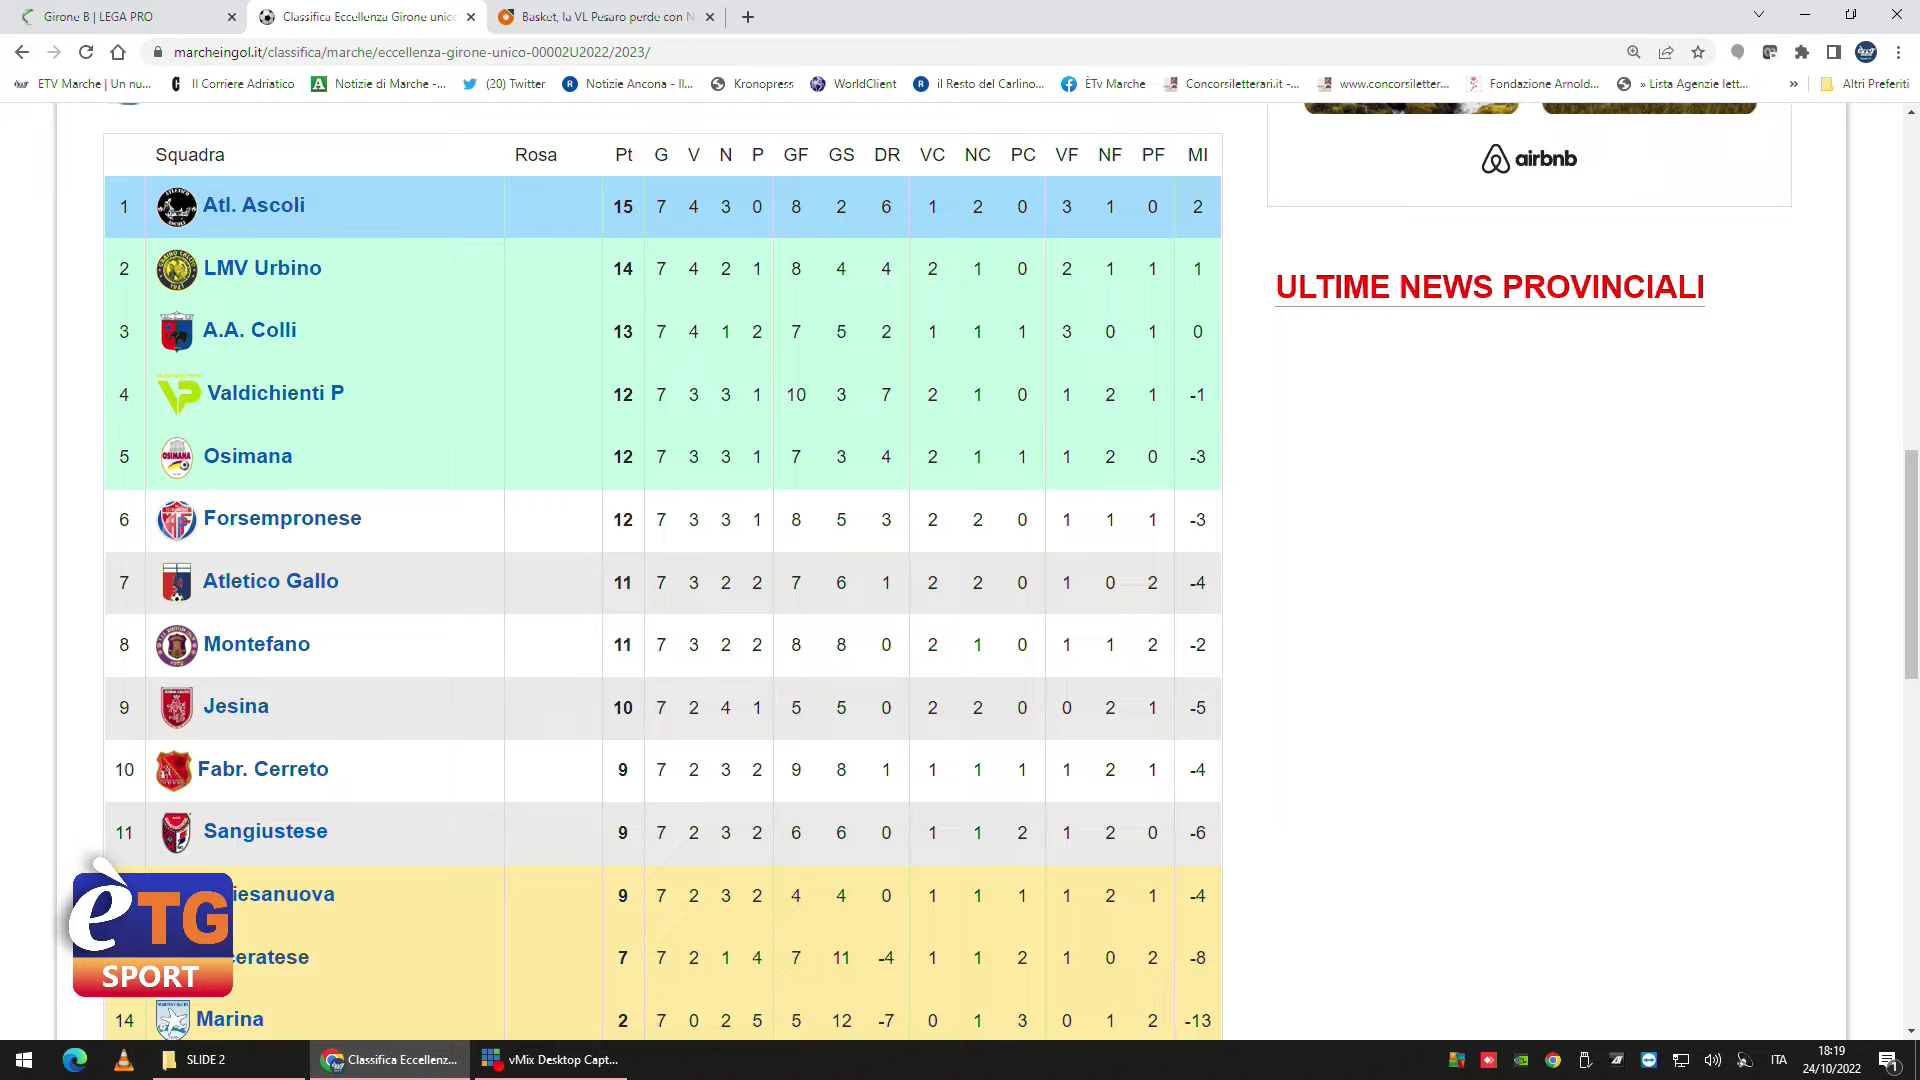 Girone B | LEGA PRO
Classifica Eccellenza Girone unico
Basket, la VL Pesaro perde con N
marcheingol.it/classifica/marche/eccellenza-girone-unico-00002U2022/2023/
ETV Marche | Un nu... Il Corriere Adriatico Notizie di Marche -... (20) Twitter Notizie Ancona - Il... Kronopress WorldClient il Resto del Carlino... ÈTv Marche Concorsiletterari.it -... www.concorsiletter... Fondazione Arnold... » Lista Agenzie lett... » Altri Preferiti
Squadra Rosa Pt G V N P GF GS DR VC NC PC VF NF PF MI
1 Atl. Ascoli 15 7 4 3 0 8 2 6 1 2 0 3 1 0 2
2 LMV Urbino 14 7 4 2 1 8 4 4 2 1 0 2 1 1 1
3 A.A. Colli 13 7 4 1 2 7 5 2 1 1 1 3 0 1 0
4 Valdichienti P 12 7 3 3 1 10 3 7 2 1 0 1 2 1 -1
5 OSIMANA Osimana 12 7 3 3 1 7 3 4 2 1 1 1 2 0 -3
6 Forsempronese 12 7 3 3 1 8 5 3 2 2 0 1 1 1 -3
7 Atletico Gallo 11 7 3 2 2 7 6 1 2 2 0 1 0 2 -4
8 Montefano 11 7 3 2 2 8 8 0 2 1 0 1 1 2 -2
9 Jesina 10 7 2 4 1 5 5 0 2 2 0 0 2 1 -5
10 Fabr. Cerreto 9 7 2 3 2 9 8 1 1 1 1 1 2 1 -4
11 Sangiustese 9 7 2 3 2 6 6 0 1 1 2 1 2 0 -6
iesanuova 9 7 2 3 2 4 4 0 1 1 1 1 2 1 -4
ceratese 7 7 2 1 4 7 11 -4 1 1 2 1 0 2 -8
14 Marina 2 7 0 2 5 5 12 -7 0 1 3 0 1 2 -13
airbnb
ULTIME NEWS PROVINCIALI
èTG
SPORT
SLIDE 2
Classifica Eccellenz...
vMix Desktop Capt...
ITA
18:19
24/10/2022
1